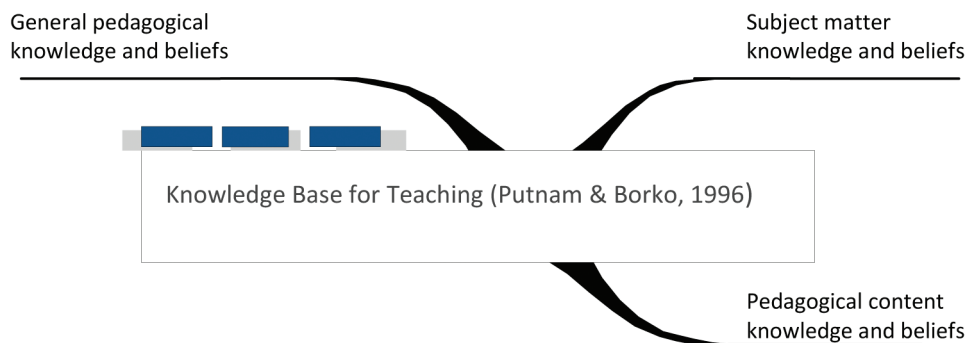 General pedagogical
knowledge and beliefs
Subject matter
knowledge and beliefs
Knowledge Base for Teaching (Putnam & Borko, 1996)
Pedagogical content
knowledge and beliefs